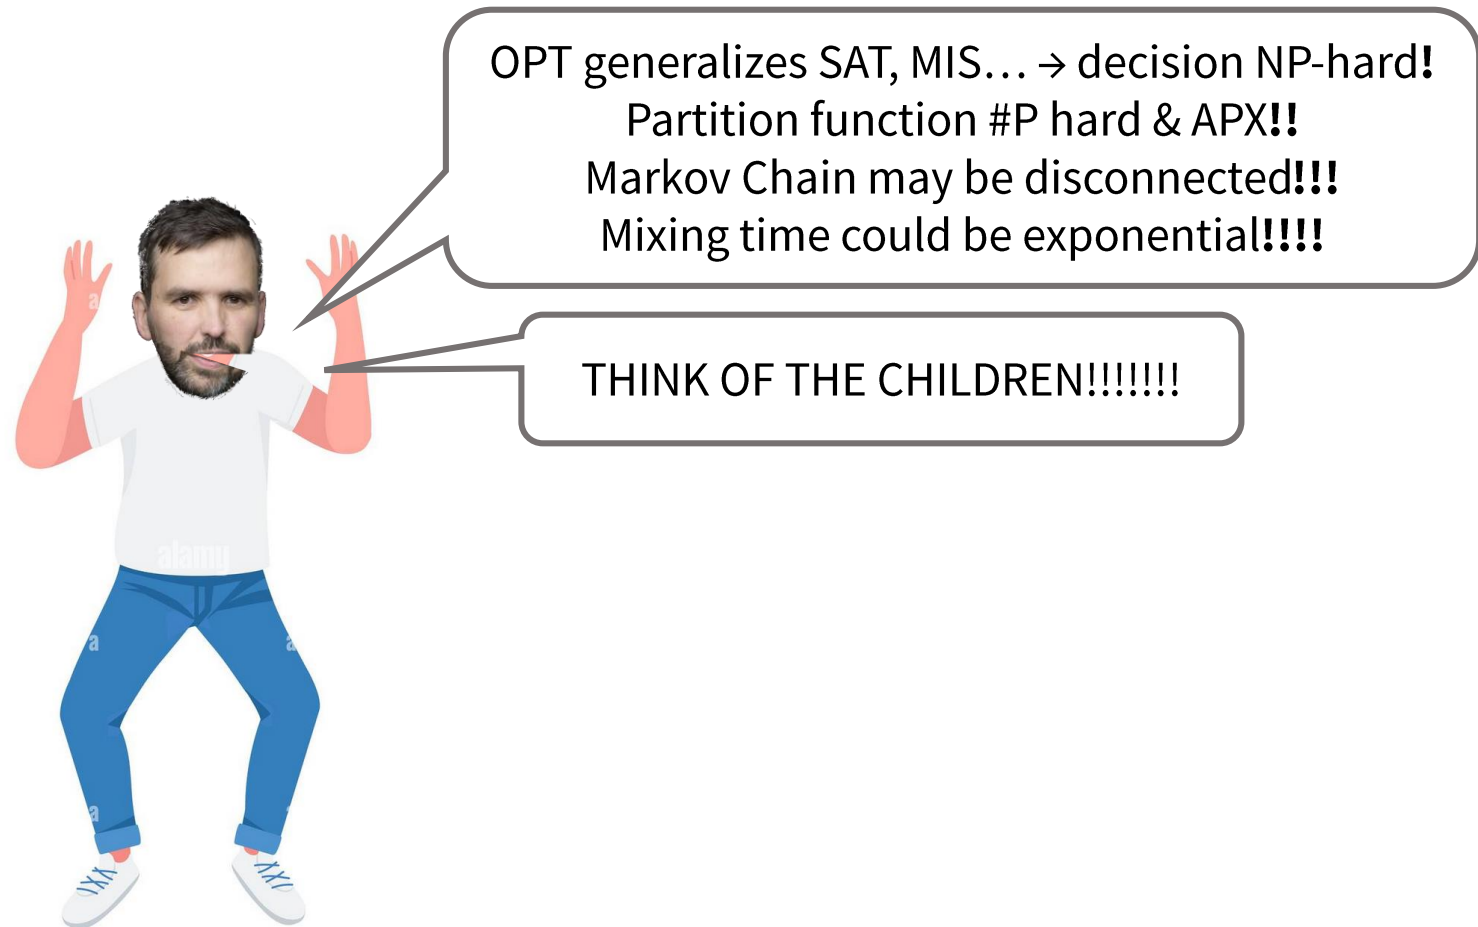 OPT generalizes SAT, MIS… → decision NP-hard!
Partition function #P hard & APX!!
Markov Chain may be disconnected!!!
Mixing time could be exponential!!!!
THINK OF THE CHILDREN!!!!!!!
a
alamy
a
a
a